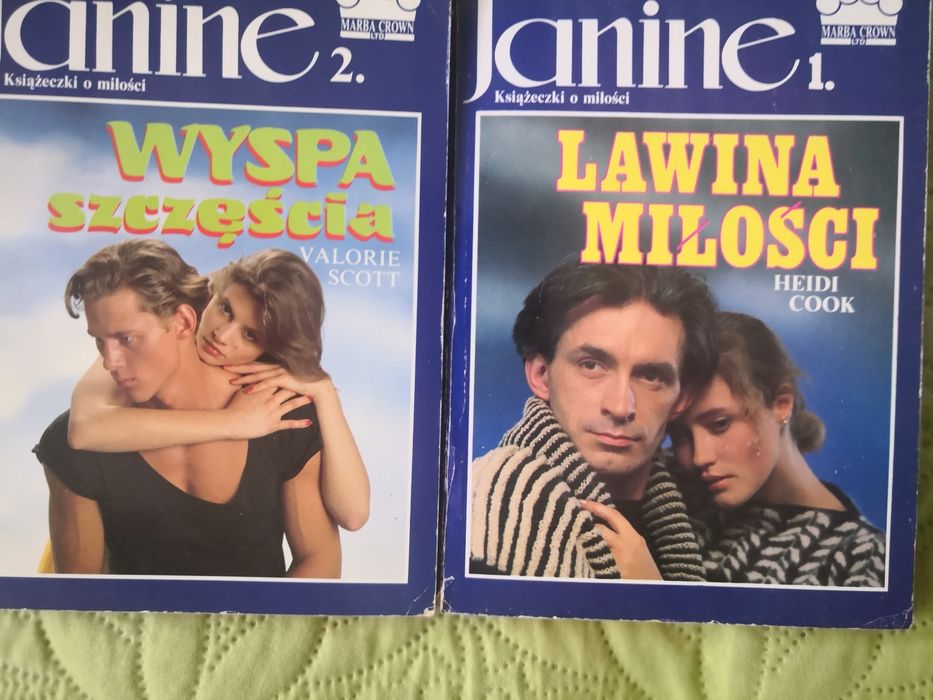 Janine 2.
MARBA CROWN
LTD
Książeczki o miłości
WYSPA
szczęścia
VALORIE
SCOTT
Janine 1.
MARBA CROWN
LTD
Książeczki o miłości
LAWINA
MIŁOŚCI
HEIDI
COOK